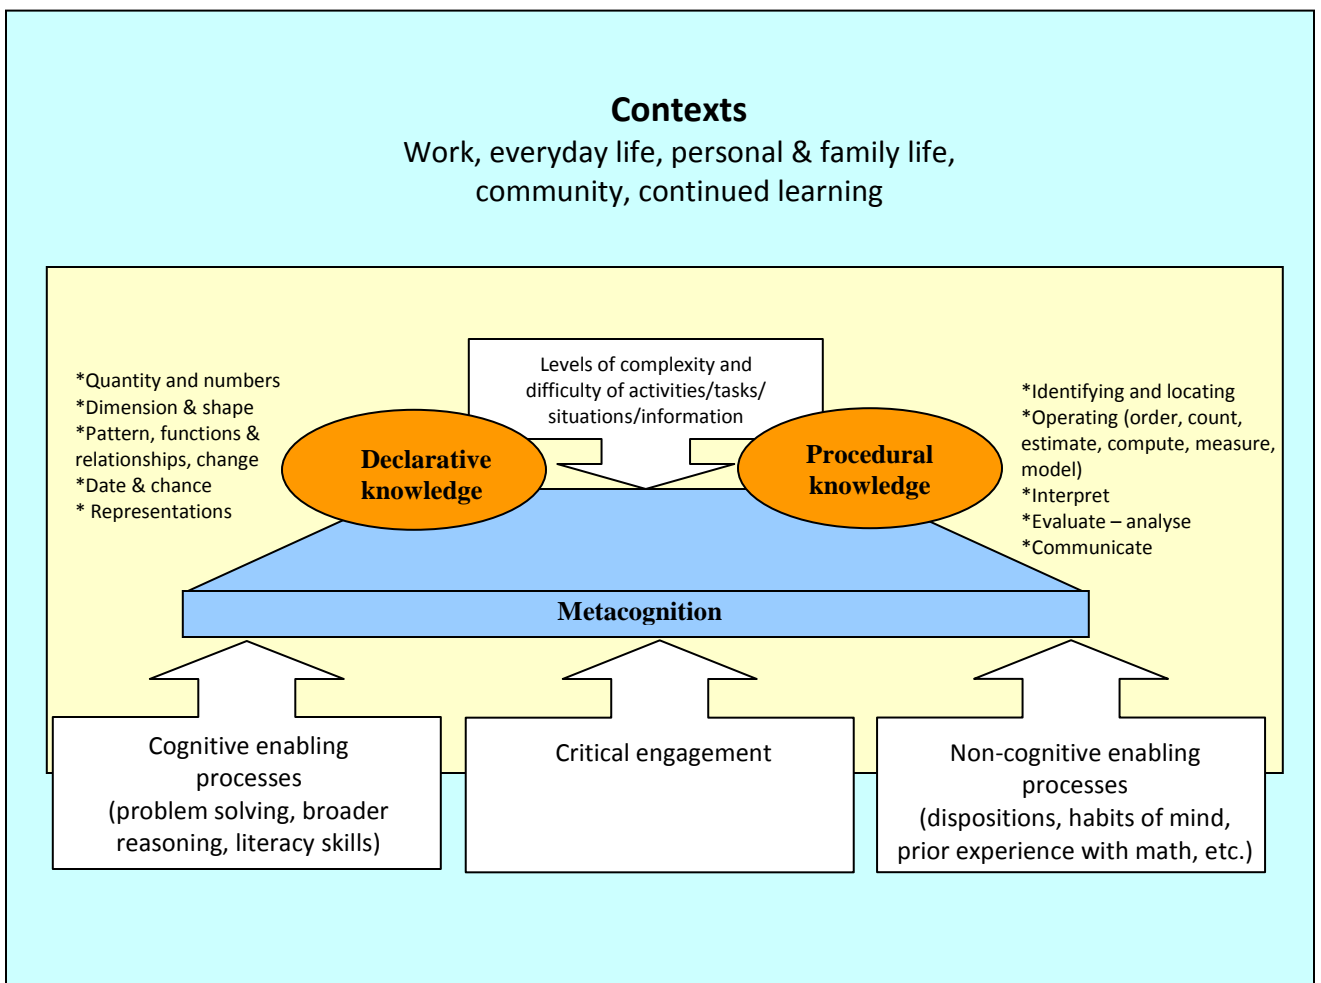 Contexts
Work, everyday life, personal & family life,
community, continued learning
Levels of complexity and
difficulty of activities/tasks/
situations/information
*Quantity and numbers
*Dimension & shape
*Pattern, functions &
relationships, change
*Date & chance
* Representations
Declarative
knowledge
Procedural
knowledge
*Identifying and locating
*Operating (order, count,
estimate, compute, measure,
model)
*Interpret
*Evaluate – analyse
*Communicate
Metacognition
Cognitive enabling
processes
(problem solving, broader
reasoning, literacy skills)
Critical engagement
Non-cognitive enabling
processes
(dispositions, habits of mind,
prior experience with math, etc.)